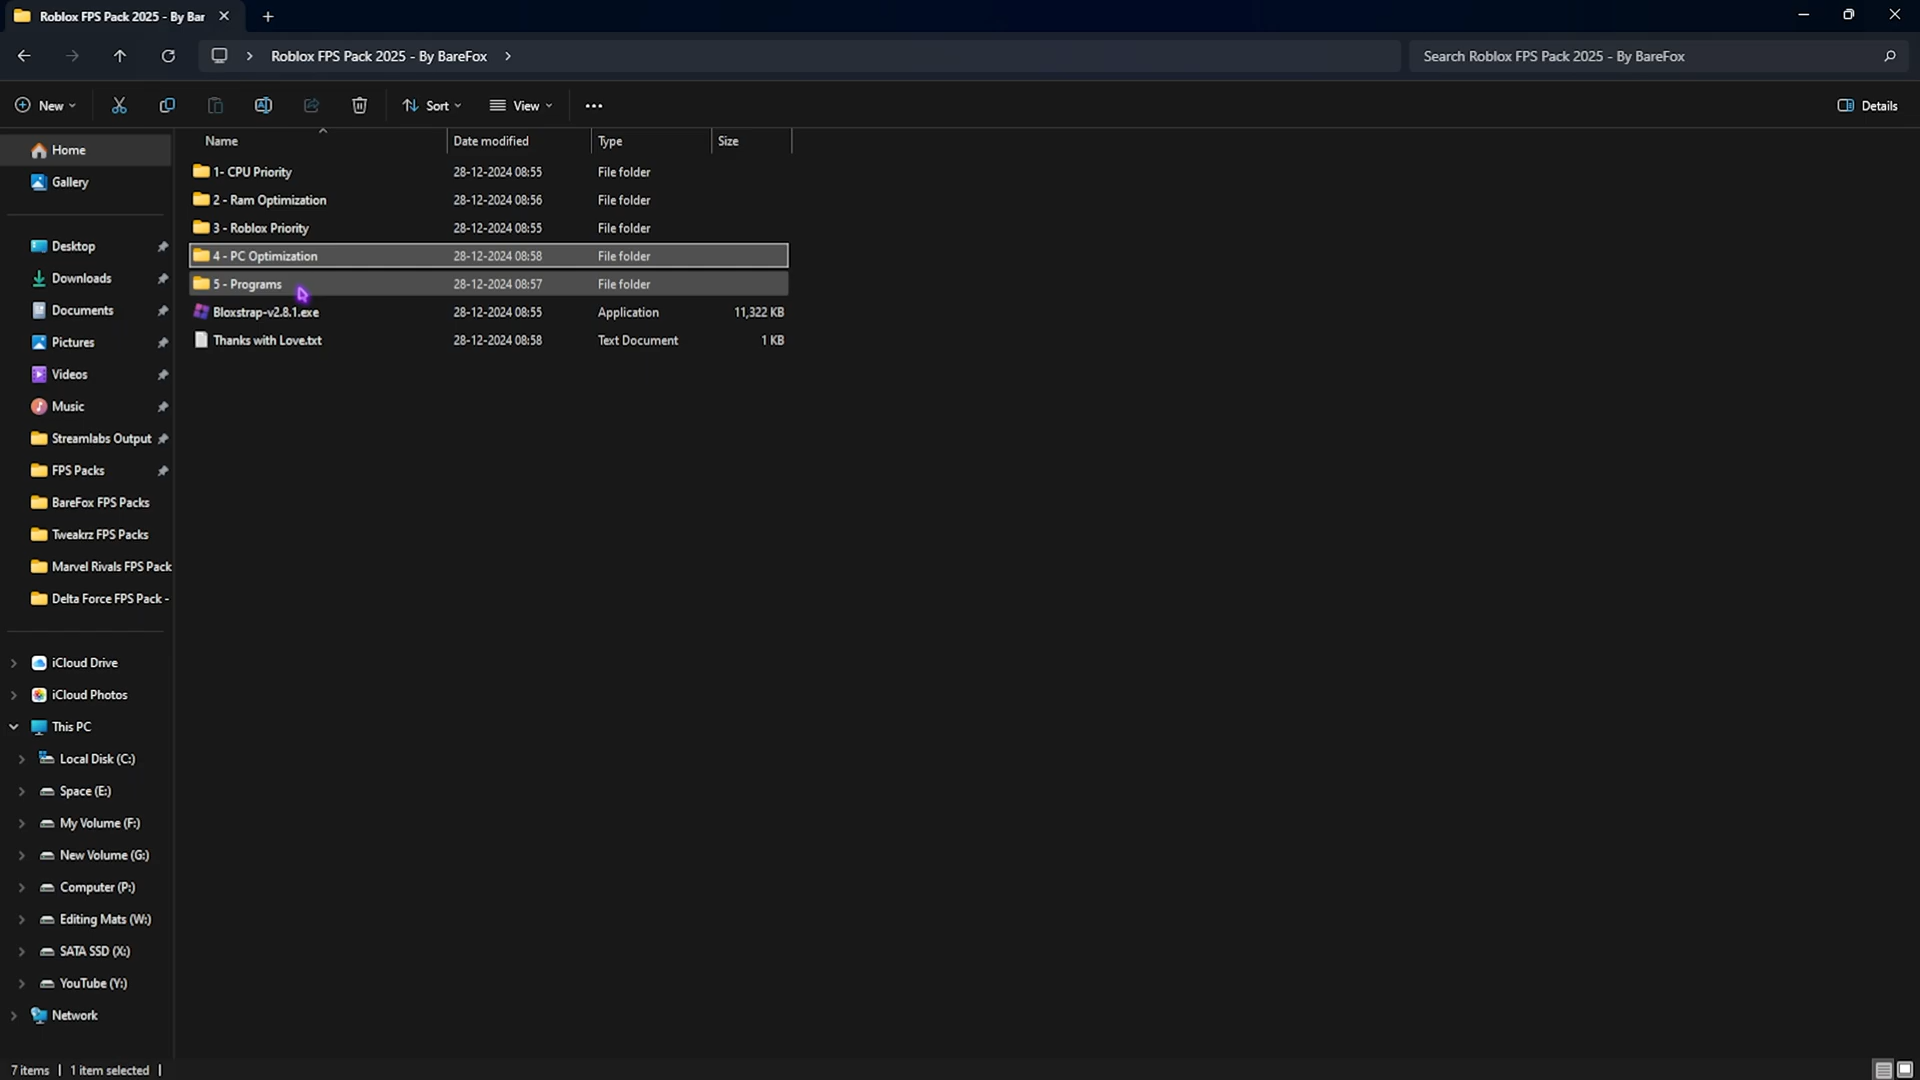 Roblox FPS Pack 2025 - By Bar
Roblox FPS Pack 2025 - By BareFox
Search Roblox FPS Pack 2025 - By BareFox
New
Sort
View
Details
Name
Date modified
Type
Size
Home
Gallery
Desktop
Downloads
Documents
Pictures
Videos
Music
Streamlabs Output
FPS Packs
BareFox FPS Packs
Tweakrz FPS Packs
Marvel Rivals FPS Pack
Delta Force FPS Pack -
iCloud Drive
iCloud Photos
This PC
Local Disk (C:)
Space (E:)
My Volume (F:)
New Volume (G:)
Computer (P:)
Editing Mats (W:)
SATA SSD (X:)
YouTube (Y:)
Network
1- CPU Priority 28-12-2024 08:55 File folder
2 - Ram Optimization 28-12-2024 08:56 File folder
3 - Roblox Priority 28-12-2024 08:55 File folder
4 - PC Optimization 28-12-2024 08:58 File folder
5 - Programs 28-12-2024 08:57 File folder
Bloxstrap-v2.8.1.exe 28-12-2024 08:55 Application 11,322 KB
Thanks with Love.txt 28-12-2024 08:58 Text Document 1 KB
7 items
1 item selected